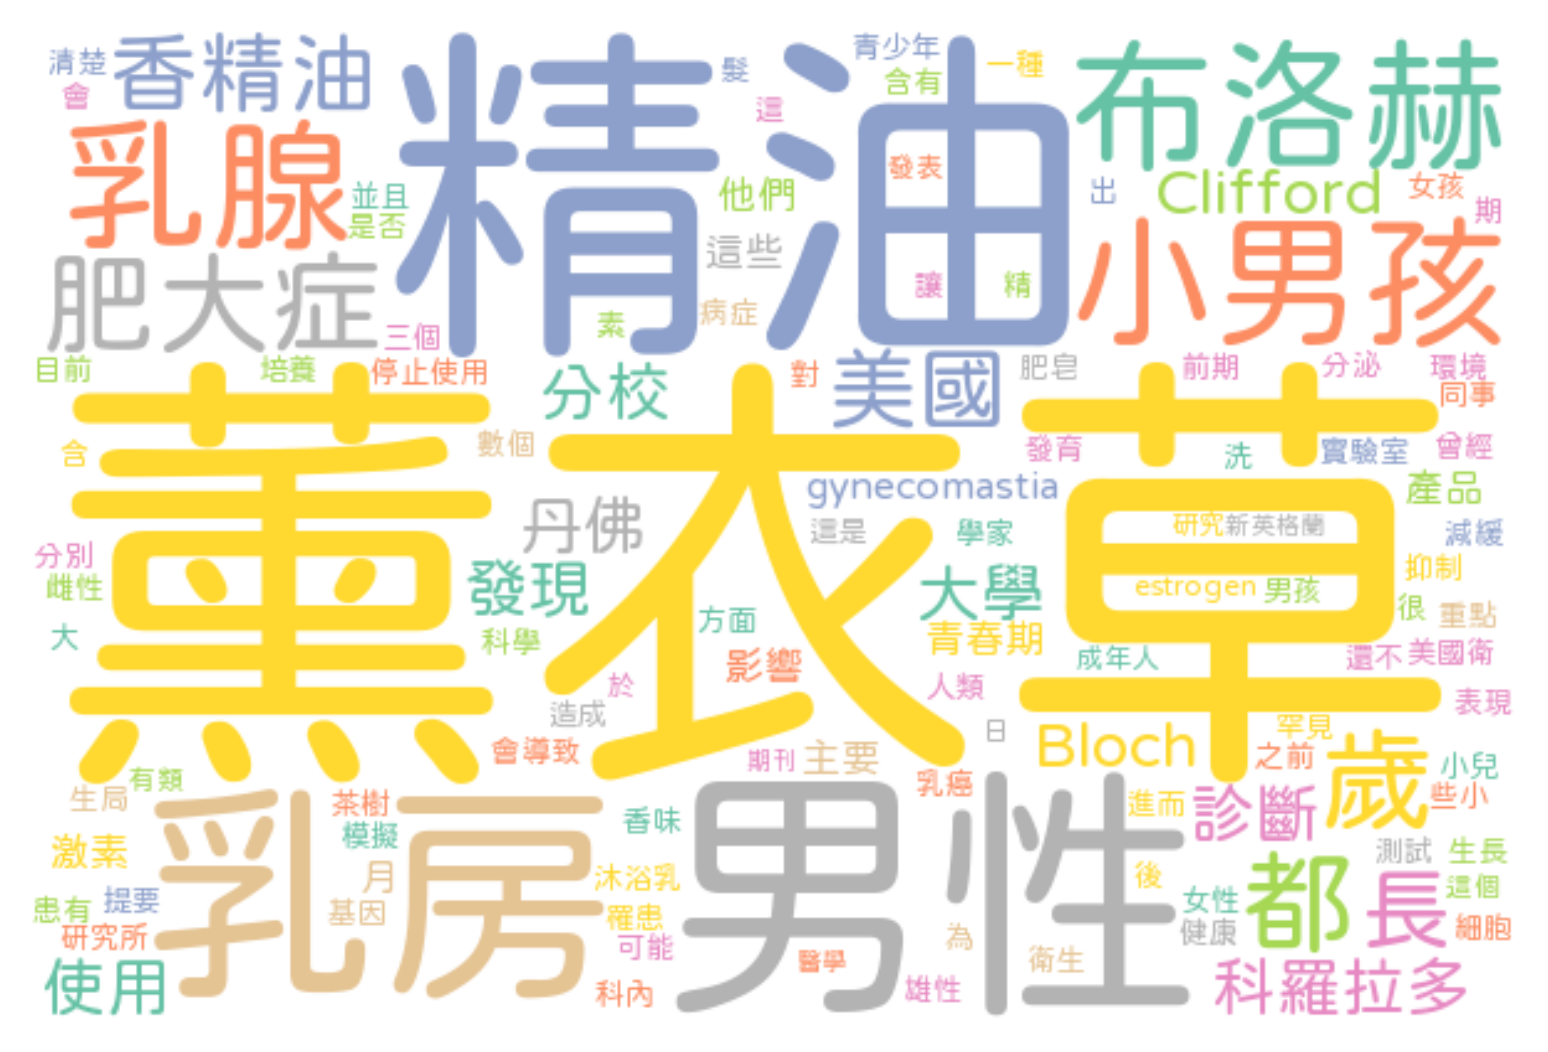 清楚
香精油
精油
髮
青少年
一種
布洛赫
會
含有
這
乳腺
發表
並且
他們
出
Clifford
女孩
是否
期
肥大症
這些
小男孩
讓
精
三個
素
病症
目前
培養
停止使用
分校
對
美國
肥皂
前期
分泌
環境
同事
薰衣草
含
數個
發育
洗
實驗室
曾經
gynecomastia
產品
丹佛
這是
學家
研究
新英格蘭
減緩
分別
雌性
發現
大學
estrogen
男孩
抑制
很
重點
大
科學
方面
青春期
影響
成年人
還不
美國衛
於
人類
造成
表現
日
Bloch
罕見
會導致
期刊
主要
之前
歲
小兒
有類
乳癌
生局
乳房
茶樹
男性
進而
診斷
些小
模擬
香味
激素
測試
生長
月
沐浴乳
後
都
長
這個
患有
提要
基因
罹患
女性
研究所
可能
為
健康
細胞
使用
醫學
衛生
科內
雄性
科羅拉多